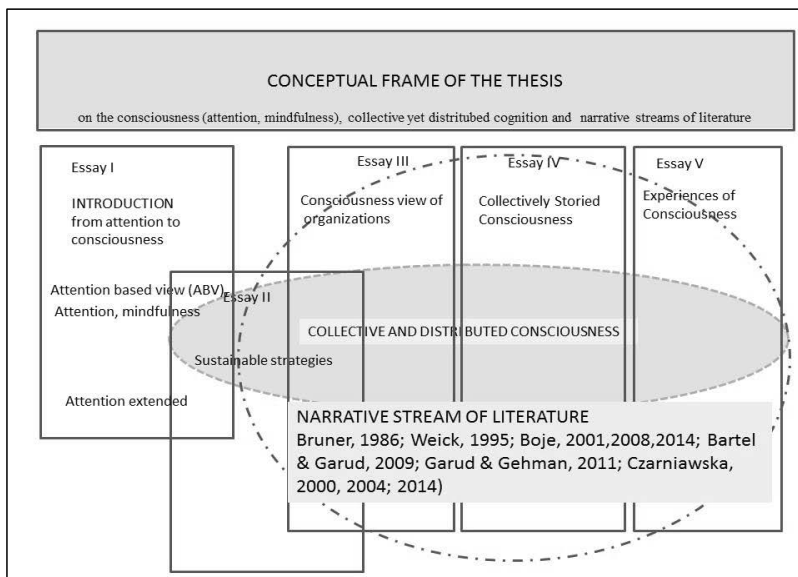 CONCEPTUAL FRAME OF THE THESIS
on the consciousness (attention, mindfulness), collective yet distritubed cognition and narrative streams of literature
Essay I
INTRODUCTION
from attention to
consciousness
Attention based view (ABV),
Attention, mindfulness
Attention extended
Essay II
Sustainable strategies
Essay III
Consciousness view of
organizations
Essay IV
Collectively Storied
Consciousness
Essay V
Experiences of
Consciousness
COLLECTIVE AND DISTRIBUTED CONSCIOUSNESS
NARRATIVE STREAM OF LITERATURE
Bruner, 1986; Weick, 1995; Boje, 2001,2008,2014; Bartel
& Garud, 2009; Garud & Gehman, 2011; Czarniawska,
2000, 2004; 2014)